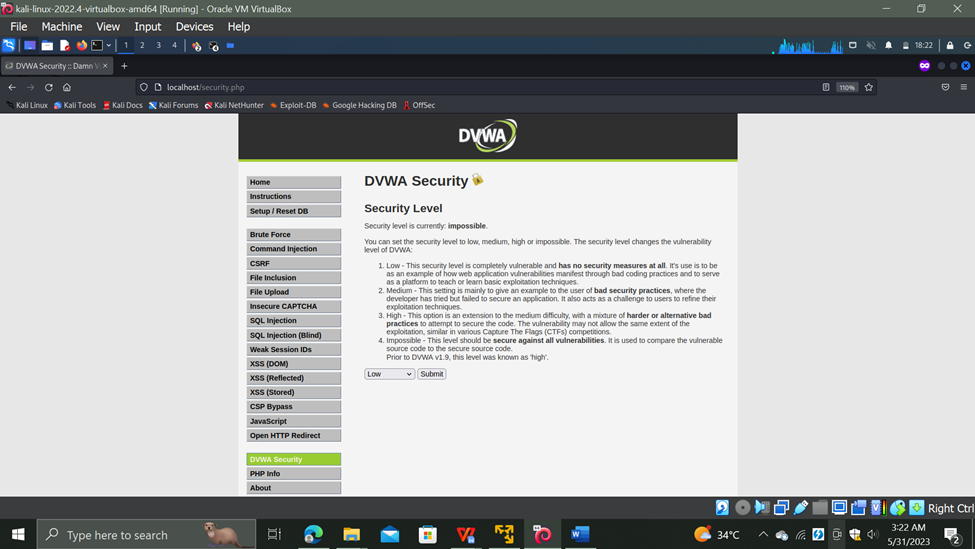 kali-linux-2022.4-virtualbox-amd64 [Running] - Oracle VM VirtualBox
File Machine View Input Devices Help
1 2 3 4 18:22
DVWA Security :: Damn V
localhost/security.php 110%
Kali Linux Kali Tools Kali Docs Kali Forums Kali NetHunter Exploit-DB Google Hacking DB OffSec
DVWA
Home
Instructions
Setup / Reset DB
Brute Force
Command Injection
CSRF
File Inclusion
File Upload
Insecure CAPTCHA
SQL Injection
SQL Injection (Blind)
Weak Session IDs
XSS (DOM)
XSS (Reflected)
XSS (Stored)
CSP Bypass
JavaScript
Open HTTP Redirect
DVWA Security
PHP Info
About
DVWA Security
Security Level
Security level is currently: impossible.
You can set the security level to low, medium, high or impossible. The security level changes the vulnerability
level of DVWA:
1. Low - This security level is completely vulnerable and has no security measures at all. It's use is to be
as an example of how web application vulnerabilities manifest through bad coding practices and to serve
as a platform to teach or learn basic exploitation techniques.
2. Medium - This setting is mainly to give an example to the user of bad security practices, where the
developer has tried but failed to secure an application. It also acts as a challenge to users to refine their
exploitation techniques.
3. High - This option is an extension to the medium difficulty, with a mixture of harder or alternative bad
practices to attempt to secure the code. The vulnerability may not allow the same extent of the
exploitation, similar in various Capture The Flags (CTFs) competitions.
4. Impossible - This level should be secure against all vulnerabilities. It is used to compare the vulnerable
source code to the secure source code.
Prior to DVWA v1.9, this level was known as 'high'.
Low Submit
Right Ctrl
Type here to search
34°C
3:22 AM
5/31/2023
2